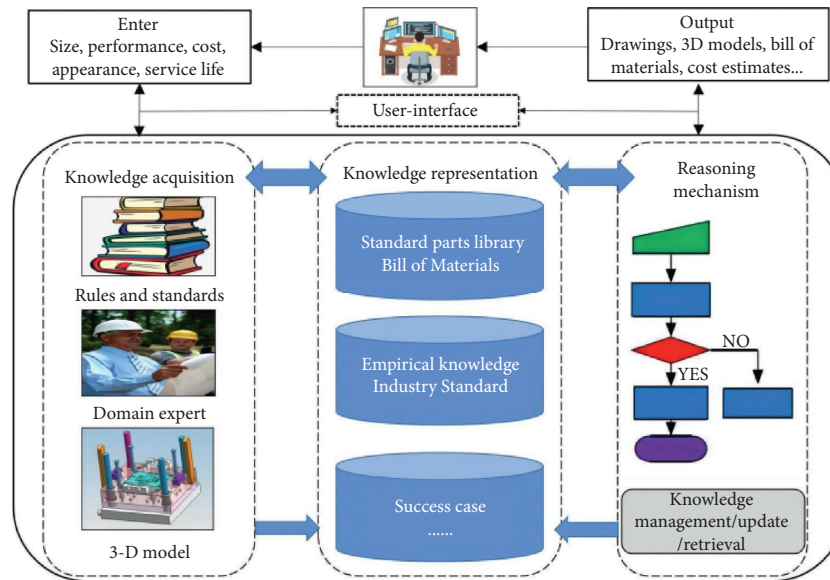 Enter
Size, performance, cost,
appearance, service life
Output
Drawings, 3D models, bill of
materials, cost estimates...
User-interface
Knowledge acquisition
Rules and standards
Domain expert
3-D model
Knowledge representation
Standard parts library
Bill of Materials
Empirical knowledge
Industry Standard
Success case
......
Reasoning
mechanism
NO
YES
Knowledge
management/update
/retrieval